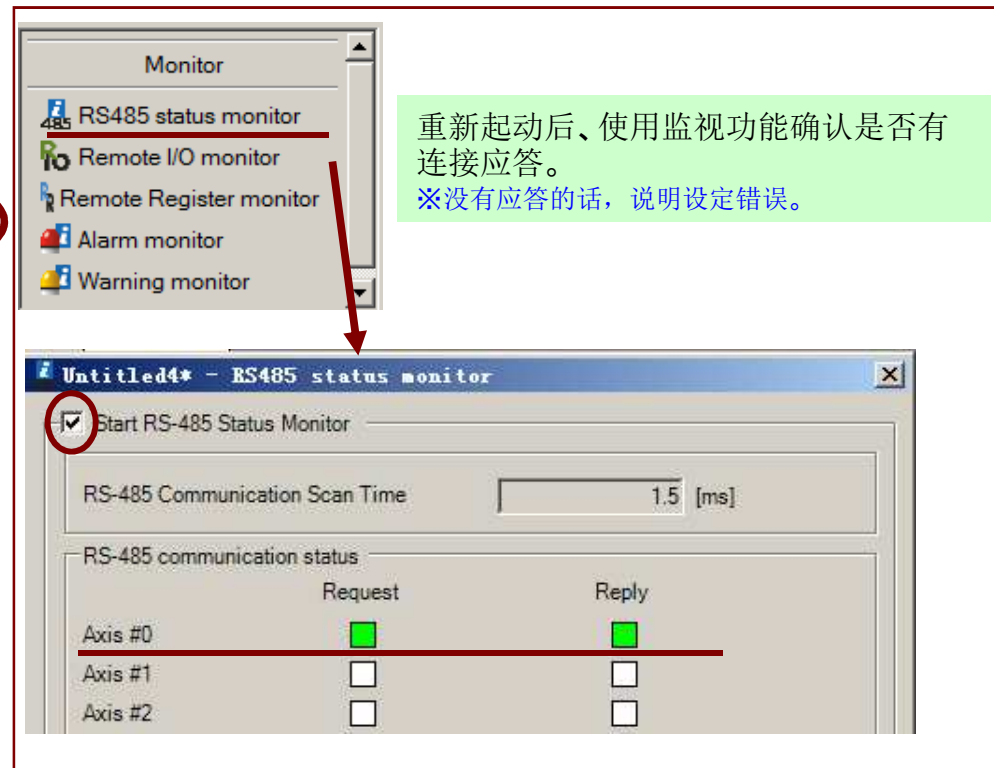 Monitor
RS485 status monitor
Remote I/O monitor
Remote Register monitor
Alarm monitor
Warning monitor
重新起动后、使用监视功能确认是否有
连接应答。
※没有应答的话，说明设定错误。
Untitled4* - RS485 status monitor
Start RS-485 Status Monitor
RS-485 Communication Scan Time 1.5 [ms]
RS-485 communication status
Request Reply
Axis #0
Axis #1
Axis #2